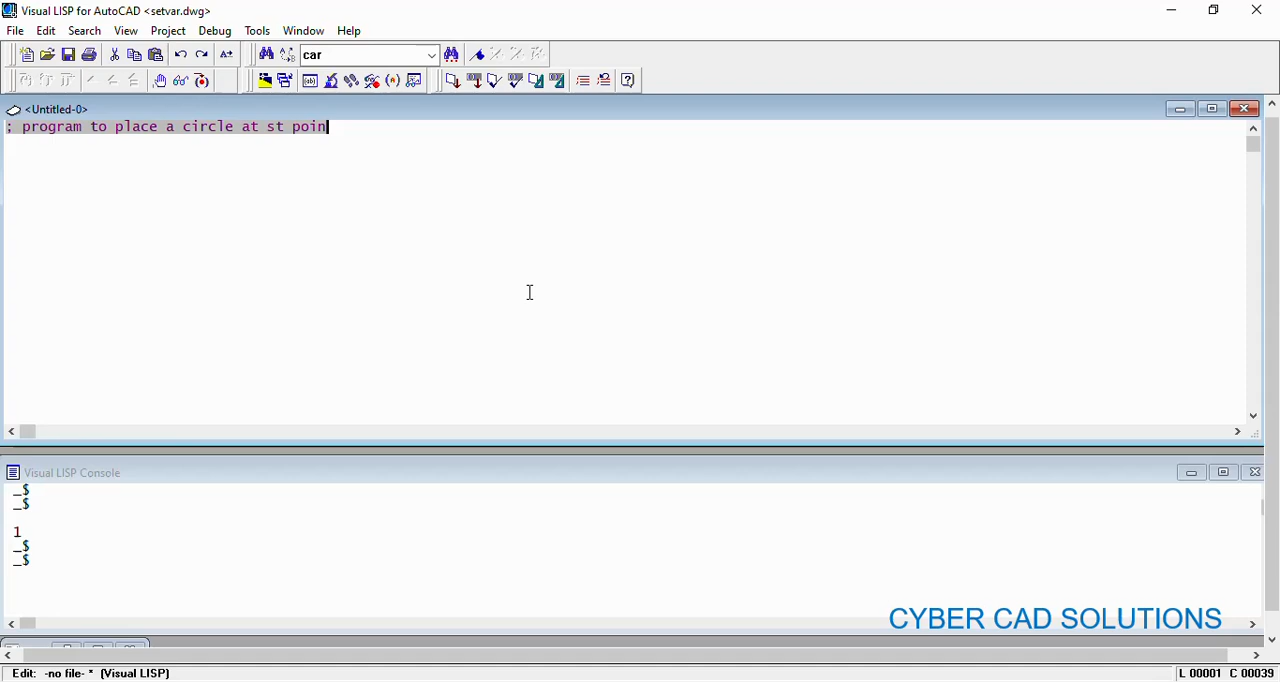 Visual LISP for AutoCAD <setvar.dwg>
File Edit Search View Project Debug Tools Window Help
car
<Untitled-0>
; program to place a circle at st poin
Visual LISP Console
_$
_$
1
_$
_$
CYBER CAD SOLUTIONS
Edit: -no file- * (Visual LISP)
L 00001 C 00039